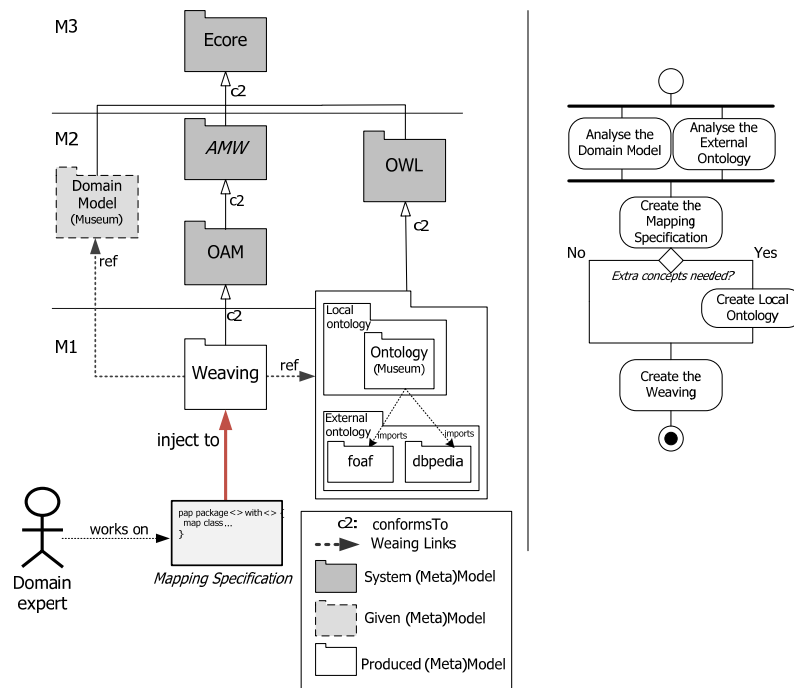 M3
Ecore
c2
M2
AMW
Domain
Model
(Museum)
OWL
c2
c2
OAM
ref
c2
M1
Local
ontology
Ontology
(Museum)
Weaving
ref
External
ontology
imports
imports
foaf
dbpedia
inject to
pap package <> with <> {
map class...
}
works on
Mapping Specification
Domain
expert
c2: conformsTo
Weaing Links
System (Meta)Model
Given (Meta)Model
Produced (Meta)Model
Analyse the
Domain Model
Analyse the
External
Ontology
Create the
Mapping
Specification
No
Yes
Extra concepts needed?
Create Local
Ontology
Create the
Weaving